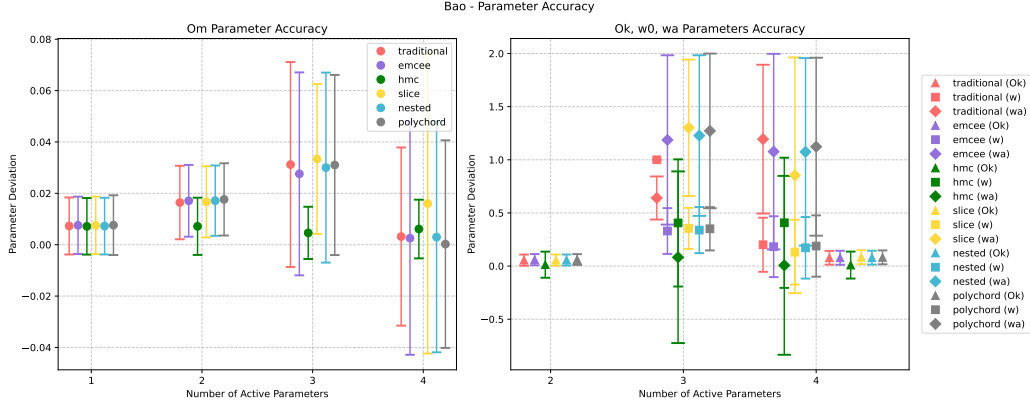 Bao - Parameter Accuracy
Om Parameter Accuracy
Parameter Deviation
0.08
0.06
0.04
0.02
0.00
−0.02
−0.04
1
2
3
4
Number of Active Parameters
traditional
emcee
hmc
slice
nested
polychord
Ok, w0, wa Parameters Accuracy
Parameter Deviation
2.0
1.5
1.0
0.5
0.0
−0.5
2
3
4
Number of Active Parameters
traditional (Ok)
traditional (w)
traditional (wa)
emcee (Ok)
emcee (w)
emcee (wa)
hmc (Ok)
hmc (w)
hmc (wa)
slice (Ok)
slice (w)
slice (wa)
nested (Ok)
nested (w)
nested (wa)
polychord (Ok)
polychord (w)
polychord (wa)